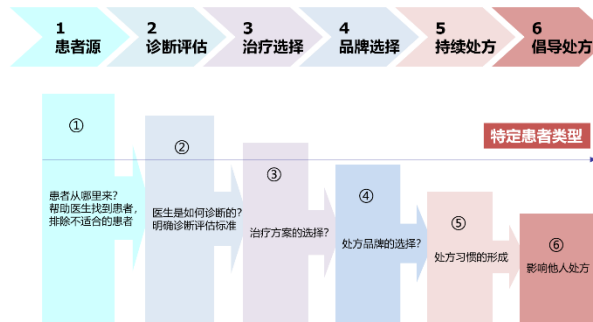 1
患者源
2
诊断评估
3
治疗选择
4
品牌选择
5
持续处方
6
倡导处方
特定患者类型
①
患者从哪里来?
帮助医生找到患者,
排除不适合的患者
②
医生是如何诊断的?
明确诊断评估标准
③
治疗方案的选择?
④
处方品牌的选择?
⑤
处方习惯的形成
⑥
影响他人处方